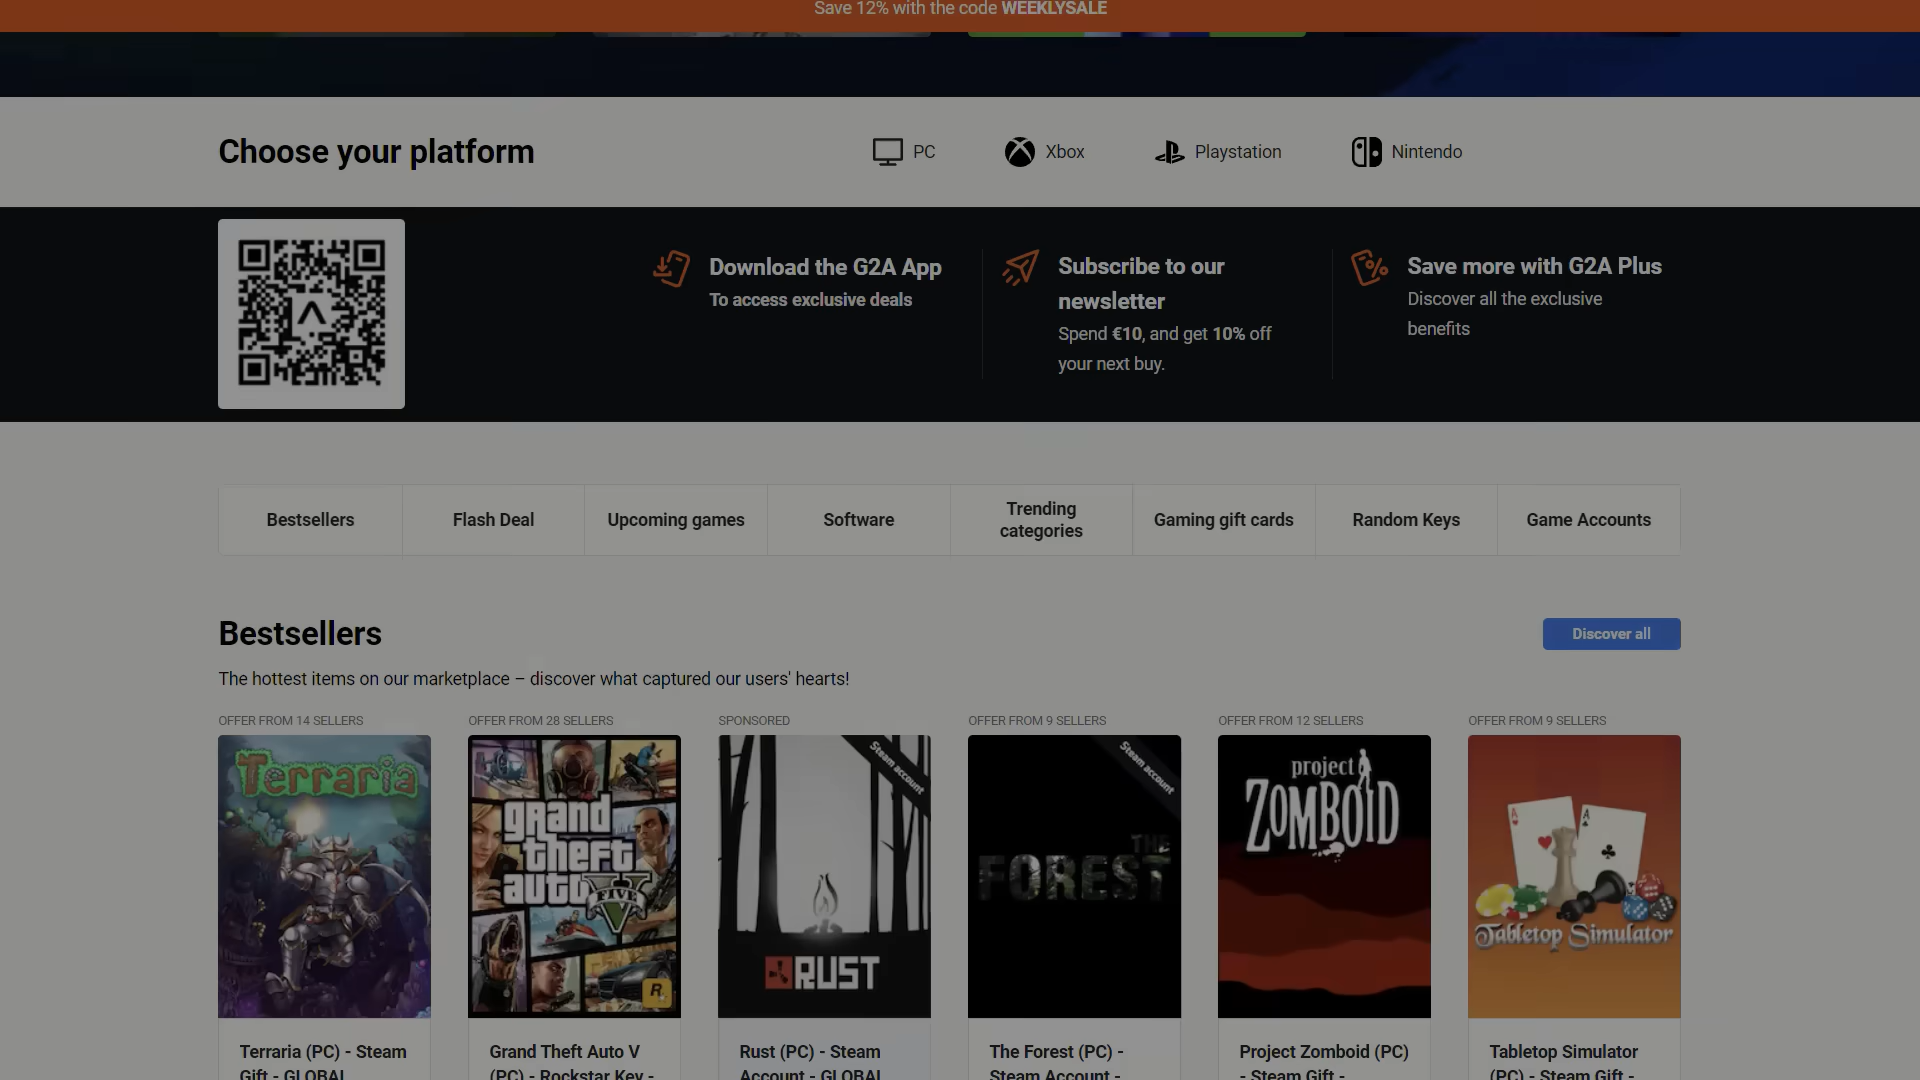 Save 12% with the code WEEKLYSALE
Choose your platform
PC
Xbox
Playstation
Nintendo
Download the G2A App
To access exclusive deals
Subscribe to our
newsletter
Spend €10, and get 10% off
your next buy.
Save more with G2A Plus
Discover all the exclusive
benefits
Bestsellers
Flash Deal
Upcoming games
Software
Trending
categories
Gaming gift cards
Random Keys
Game Accounts
Bestsellers
Discover all
The hottest items on our marketplace – discover what captured our users' hearts!
OFFER FROM 14 SELLERS
OFFER FROM 28 SELLERS
SPONSORED
OFFER FROM 9 SELLERS
OFFER FROM 12 SELLERS
OFFER FROM 9 SELLERS
Terraria
grand
theft
auto
V
FIVE
R
Steam account
RUST
Steam account
THE
FOREST
project
ZOMBOID
A
A
Tabletop Simulator
Terraria (PC) - Steam
Gift - GLOBAL
Grand Theft Auto V
(PC) - Rockstar Key -
Rust (PC) - Steam
Account - GLOBAL
The Forest (PC) -
Steam Account -
Project Zomboid (PC)
- Steam Gift -
Tabletop Simulator
(PC) - Steam Gift -